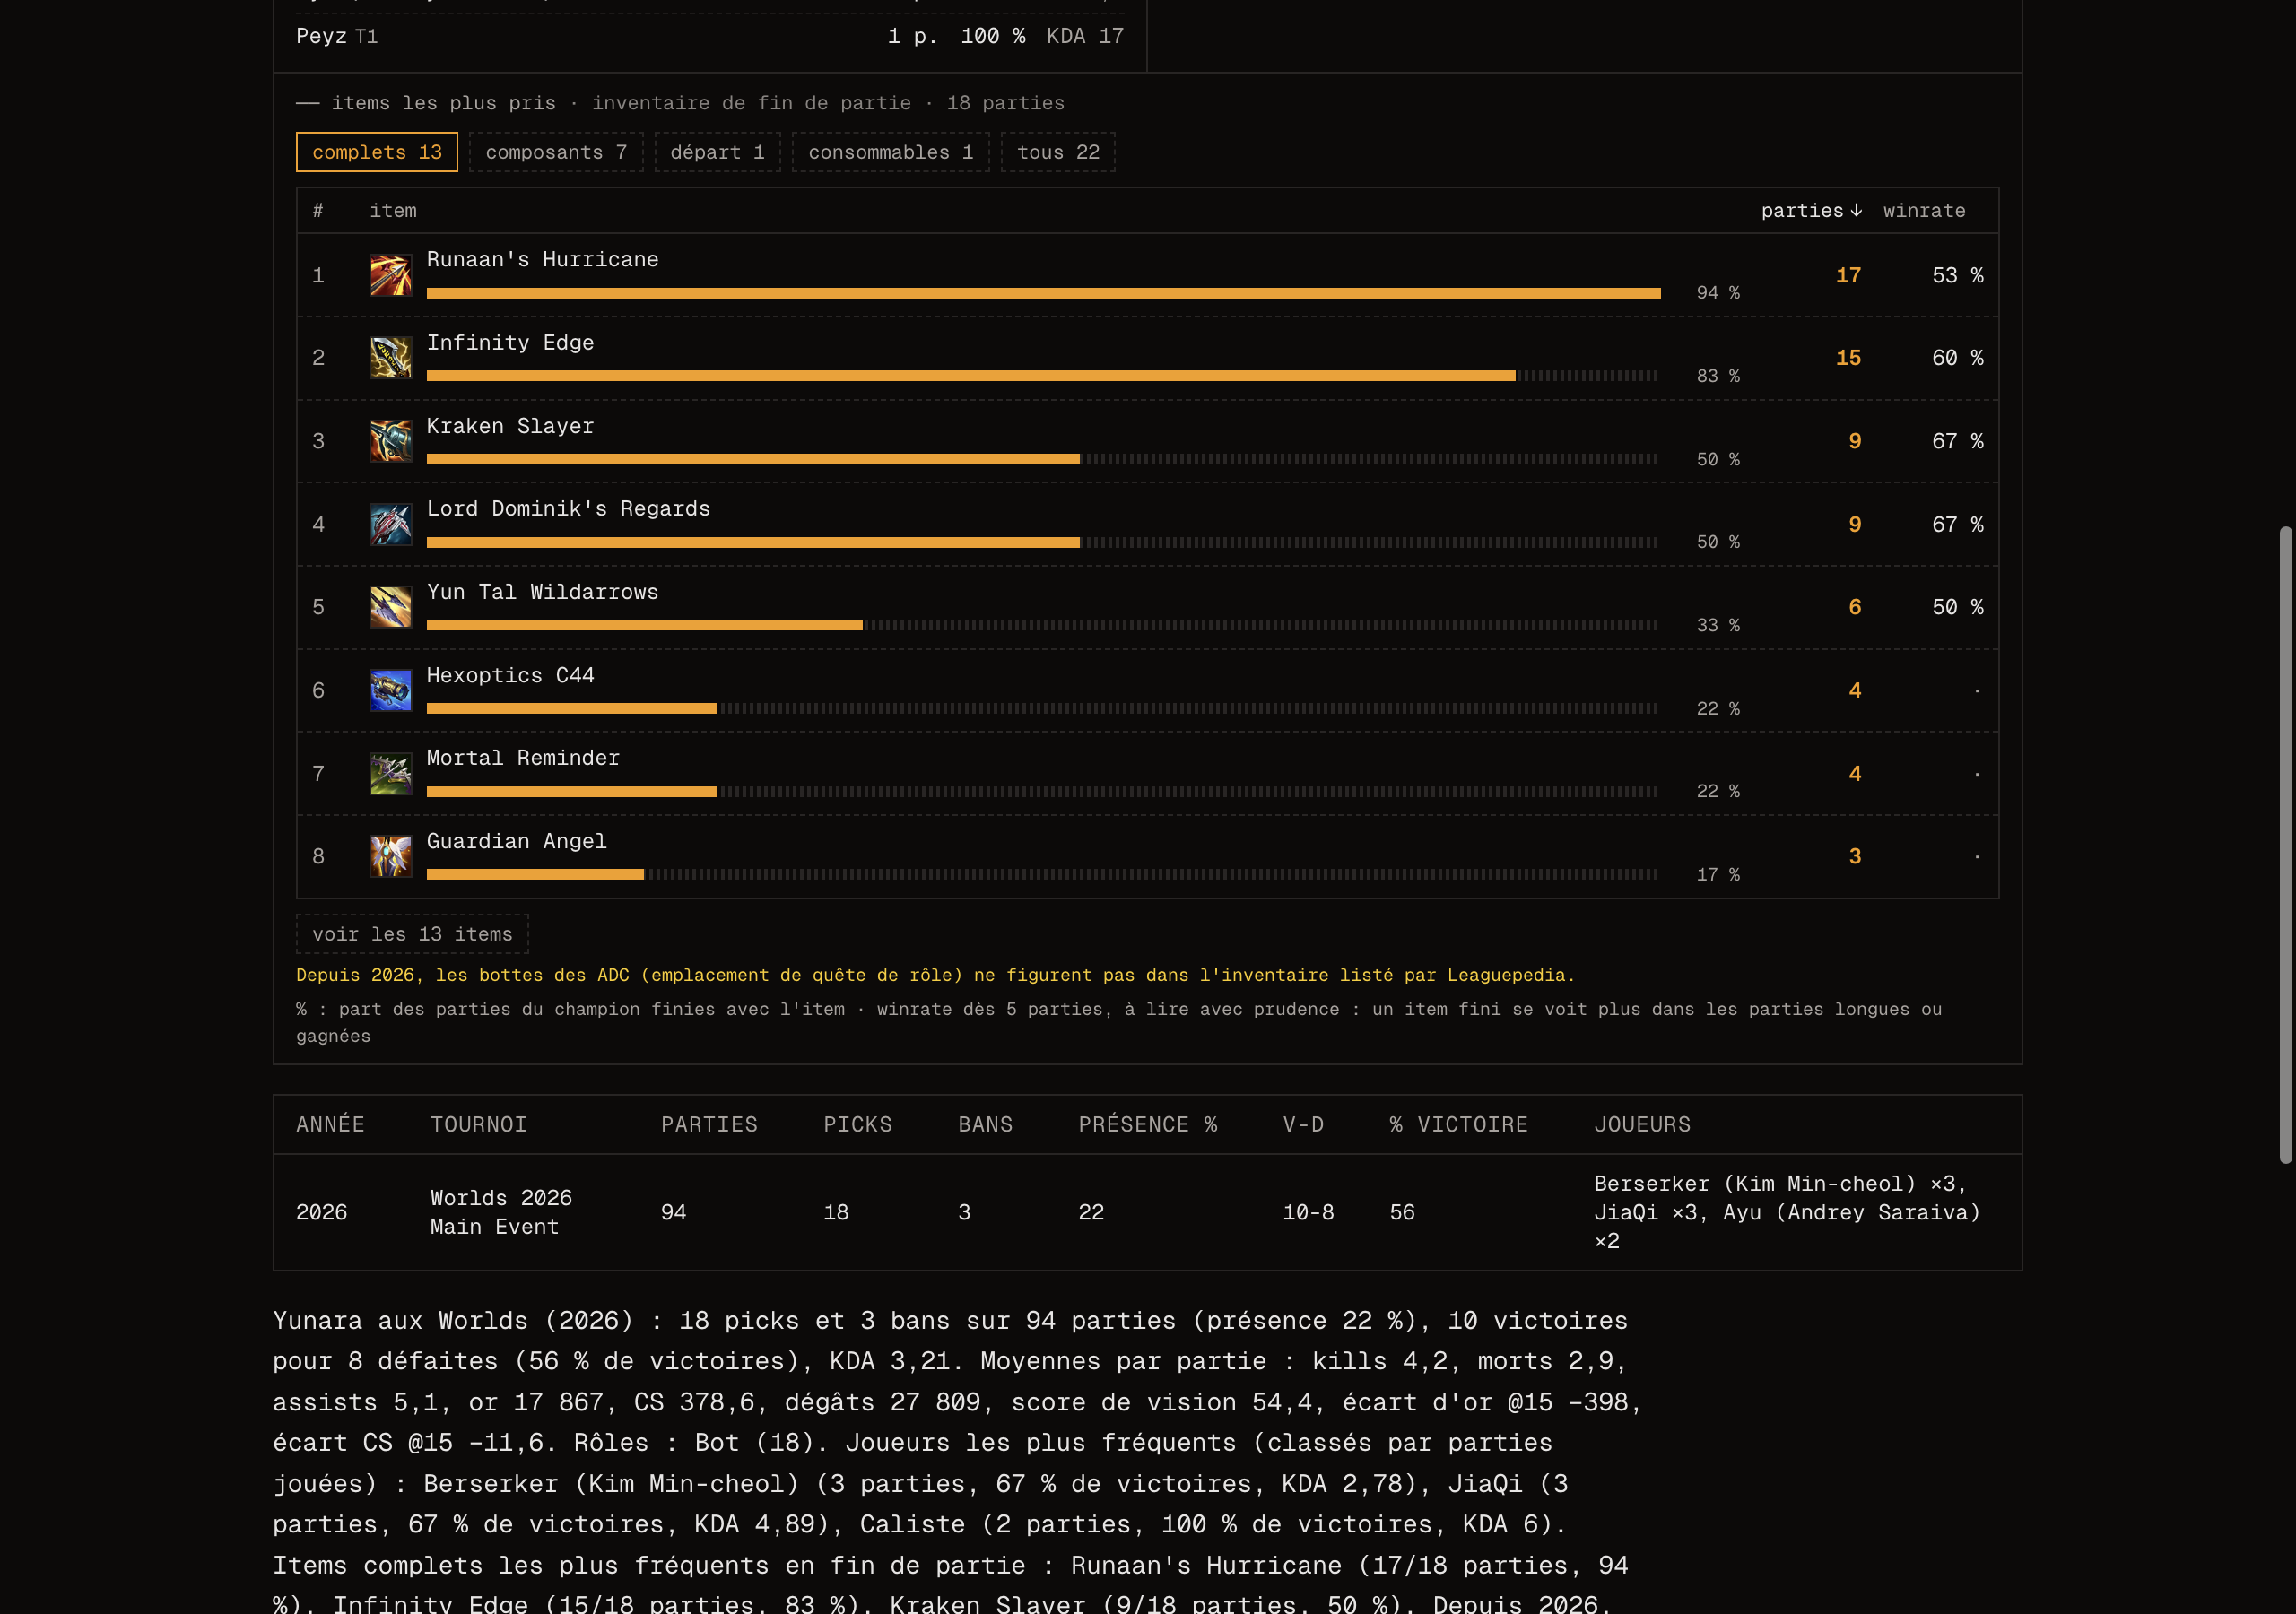 Peyz T1 1 p. 100 % KDA 17
— items les plus pris · inventaire de fin de partie · 18 parties
complets 13 composants 7 départ 1 consommables 1 tous 22
# item parties ↓ winrate
1 Runaan's Hurricane 94 % 17 53 %
2 Infinity Edge 83 % 15 60 %
3 Kraken Slayer 50 % 9 67 %
4 Lord Dominik's Regards 50 % 9 67 %
5 Yun Tal Wildarrows 33 % 6 50 %
6 Hexoptics C44 22 % 4 ·
7 Mortal Reminder 22 % 4 ·
8 Guardian Angel 17 % 3 ·
voir les 13 items
Depuis 2026, les bottes des ADC (emplacement de quête de rôle) ne figurent pas dans l'inventaire listé par Leaguepedia.
% : part des parties du champion finies avec l'item · winrate dès 5 parties, à lire avec prudence : un item fini se voit plus dans les parties longues ou
gagnées
ANNÉE TOURNOI PARTIES PICKS BANS PRÉSENCE % V-D % VICTOIRE JOUEURS
2026 Worlds 2026 Main Event 94 18 3 22 10-8 56 Berserker (Kim Min-cheol) ×3,
JiaQi ×3, Ayu (Andrey Saraiva)
×2
Yunara aux Worlds (2026) : 18 picks et 3 bans sur 94 parties (présence 22 %), 10 victoires
pour 8 défaites (56 % de victoires), KDA 3,21. Moyennes par partie : kills 4,2, morts 2,9,
assists 5,1, or 17 867, CS 378,6, dégâts 27 809, score de vision 54,4, écart d'or @15 −398,
écart CS @15 −11,6. Rôles : Bot (18). Joueurs les plus fréquents (classés par parties
jouées) : Berserker (Kim Min-cheol) (3 parties, 67 % de victoires, KDA 2,78), JiaQi (3
parties, 67 % de victoires, KDA 4,89), Caliste (2 parties, 100 % de victoires, KDA 6).
Items complets les plus fréquents en fin de partie : Runaan's Hurricane (17/18 parties, 94
%), Infinity Edge (15/18 parties, 83 %), Kraken Slayer (9/18 parties, 50 %). Depuis 2026,